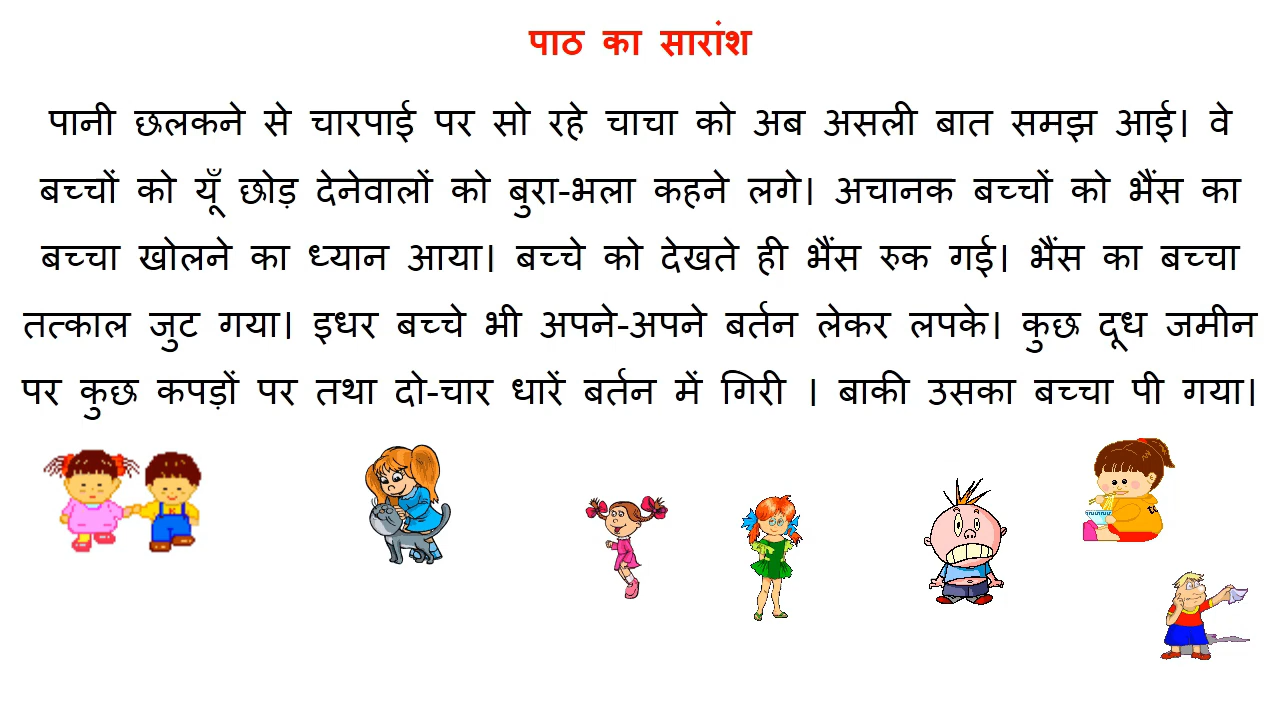 पाठ का सारांश
पानी छलकने से चारपाई पर सो रहे चाचा को अब असली बात समझ आई। वे
बच्चों को यूँ छोड़ देनेवालों को बुरा-भला कहने लगे। अचानक बच्चों को भैंस का
बच्चा खोलने का ध्यान आया। बच्चे को देखते ही भैंस रुक गई। भैंस का बच्चा
तत्काल जुट गया। इधर बच्चे भी अपने-अपने बर्तन लेकर लपके। कुछ दूध जमीन
पर कुछ कपड़ों पर तथा दो-चार धारें बर्तन में गिरी । बाकी उसका बच्चा पी गया।